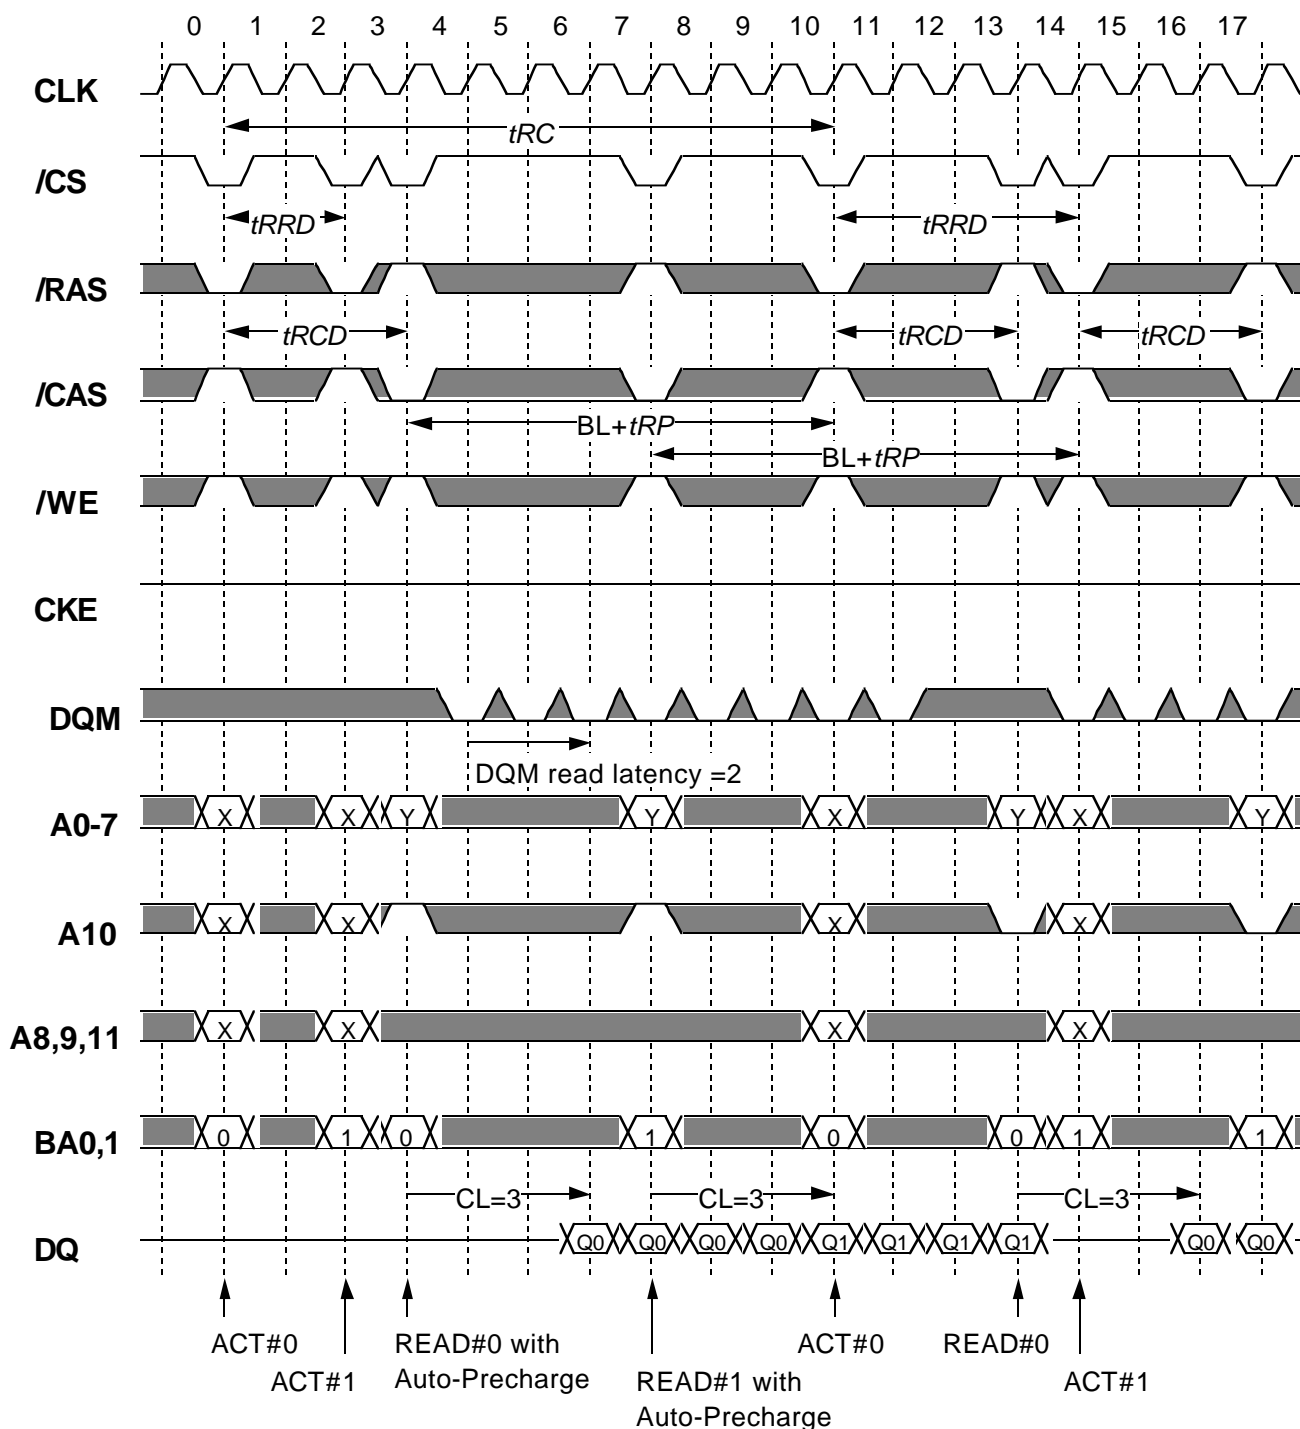 0 1 2 3 4 5 6 7 8 9 10 11 12 13 14 15 16 17
CLK
tRC
/CS
tRRD tRRD
/RAS
tRCD tRCD tRCD
/CAS
BL+tRP
BL+tRP
/WE
CKE
DQM
DQM read latency =2
A0-7 X X Y Y X Y X Y
A10 X X X X
A8,9,11 X X X X
BA0,1 0 1 0 1 0 0 1 1
CL=3 CL=3 CL=3
DQ Q0 Q0 Q0 Q0 Q1 Q1 Q1 Q1 Q0 Q0
ACT#0 READ#0 with ACT#0 READ#0
ACT#1 Auto-Precharge READ#1 with ACT#1
Auto-Precharge